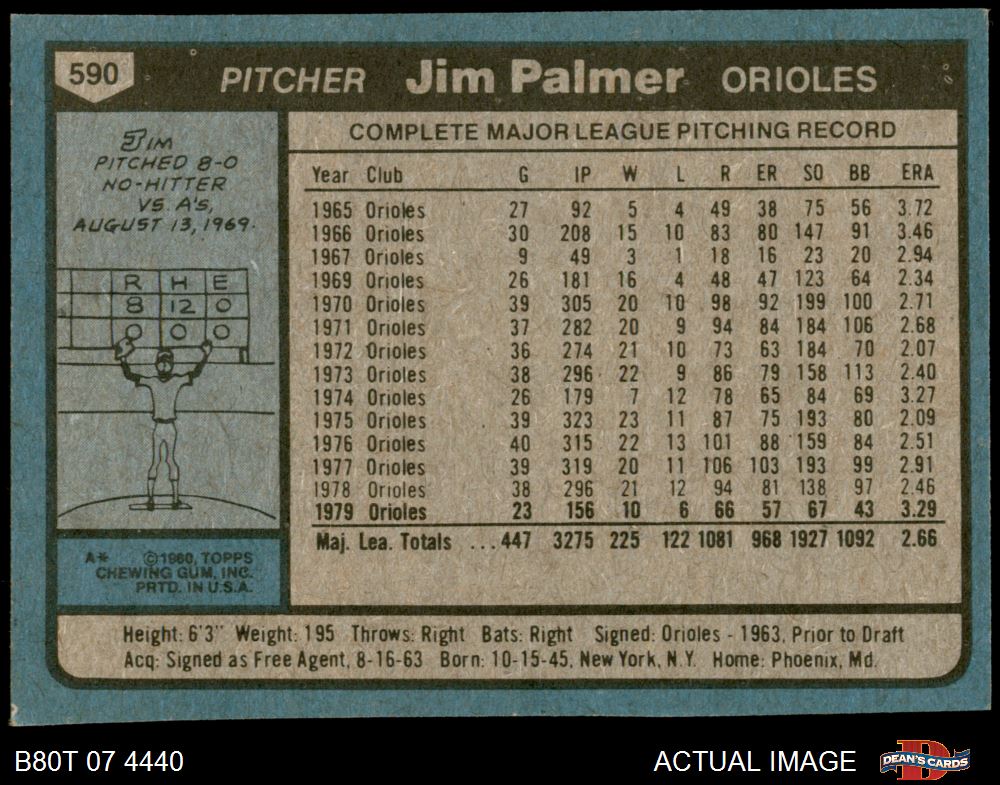 590 PITCHER Jim Palmer ORIOLES
JIM
PITCHED 8-0
NO-HITTER
VS. A'S,
AUGUST 13, 1969.
R H E
8 12 0
0 0 0
A* ©1980, TOPPS
CHEWING GUM, INC.
PRTD. IN U.S.A.
COMPLETE MAJOR LEAGUE PITCHING RECORD
Year Club G IP W L R ER SO BB ERA
1965 Orioles 27 92 5 4 49 38 75 56 3.72
1966 Orioles 30 208 15 10 83 80 147 91 3.46
1967 Orioles 9 49 3 1 18 16 23 20 2.94
1969 Orioles 26 181 16 4 48 47 123 64 2.34
1970 Orioles 39 305 20 10 98 92 199 100 2.71
1971 Orioles 37 282 20 9 94 84 184 106 2.68
1972 Orioles 36 274 21 10 73 63 184 70 2.07
1973 Orioles 38 296 22 9 86 79 158 113 2.40
1974 Orioles 26 179 7 12 78 65 84 69 3.27
1975 Orioles 39 323 23 11 87 75 193 80 2.09
1976 Orioles 40 315 22 13 101 88 159 84 2.51
1977 Orioles 39 319 20 11 106 103 193 99 2.91
1978 Orioles 38 296 21 12 94 81 138 97 2.46
1979 Orioles 23 156 10 6 66 57 67 43 3.29
Maj. Lea. Totals ...447 3275 225 122 1081 968 1927 1092 2.66
Height: 6'3" Weight: 195 Throws: Right Bats: Right Signed: Orioles - 1963, Prior to Draft
Acq: Signed as Free Agent, 8-16-63 Born: 10-15-45, New York, N.Y. Home: Phoenix, Md.
B80T 07 4440 ACTUAL IMAGE DEAN'S CARDS